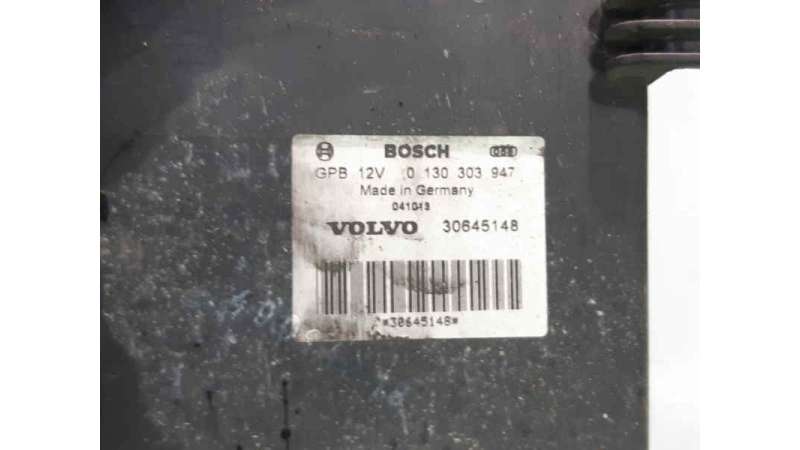 BOSCH
GPB 12V 0 130 303 947
Made in Germany
041013
VOLVO 30645148
*30645148*